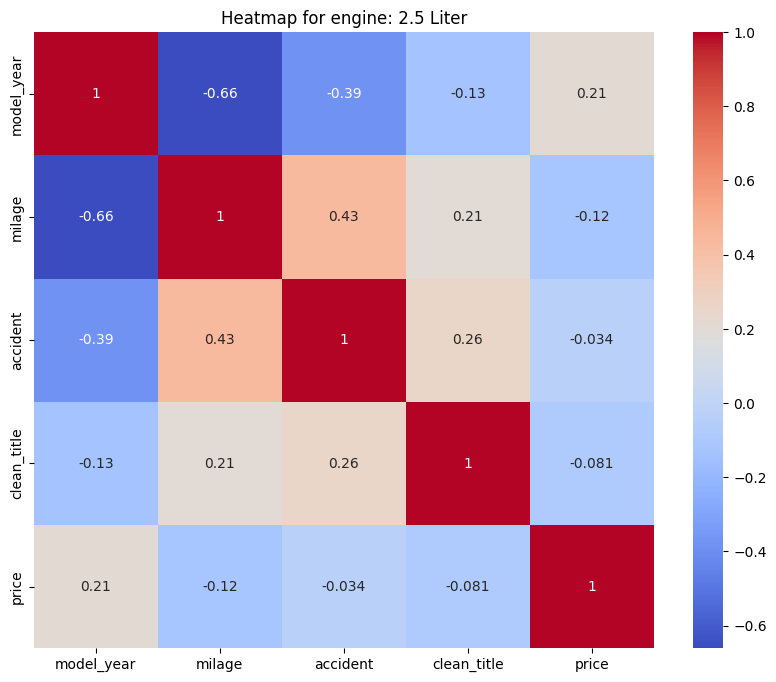 Heatmap for engine: 2.5 Liter
model_year 1 -0.66 -0.39 -0.13 0.21
milage -0.66 1 0.43 0.21 -0.12
accident -0.39 0.43 1 0.26 -0.034
clean_title -0.13 0.21 0.26 1 -0.081
price 0.21 -0.12 -0.034 -0.081 1
model_year milage accident clean_title price
1.0
0.8
0.6
0.4
0.2
0.0
−0.2
−0.4
−0.6